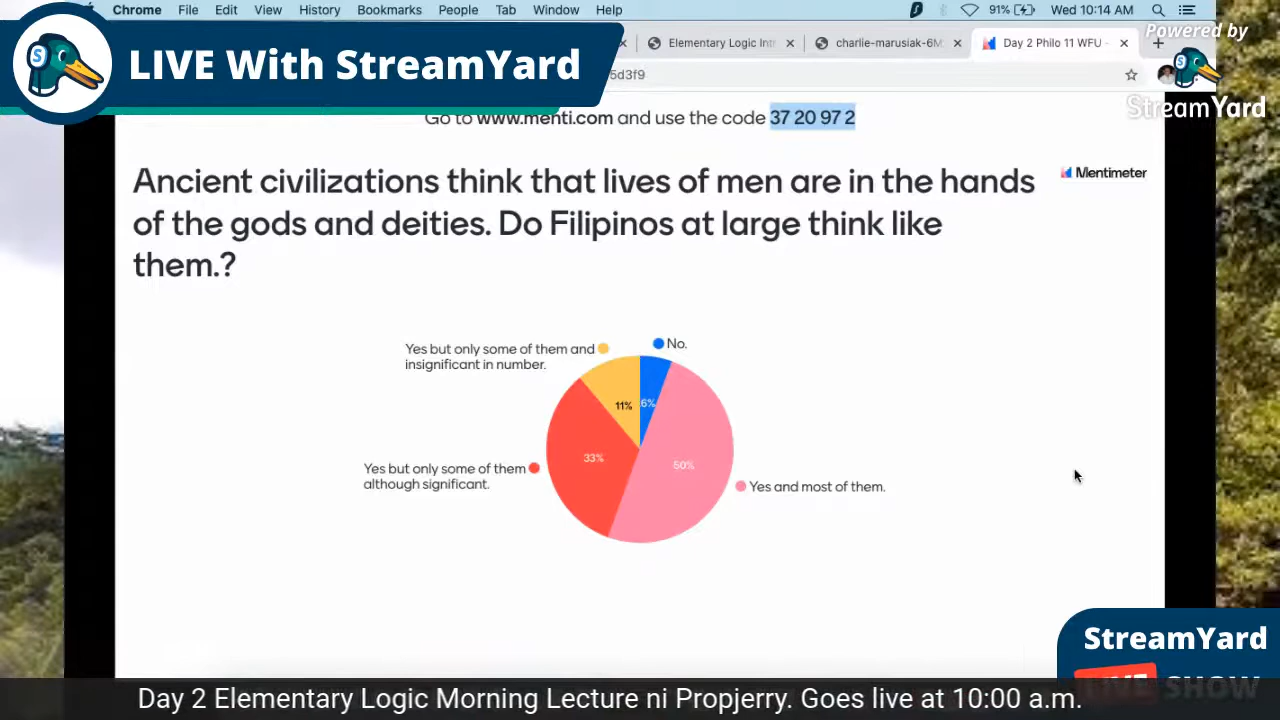 Chrome File Edit View History Bookmarks People Tab Window Help 91% Wed 10:14 AM
Powered by
StreamYard
LIVE With StreamYard
Elementary Logic Int
charlie-marusiak-6M
Day 2 Philo 11 WFU -
5d3f9
Go to www.menti.com and use the code 37 20 97 2
Mentimeter
Ancient civilizations think that lives of men are in the hands
of the gods and deities. Do Filipinos at large think like
them.?
Yes but only some of them and
insignificant in number.
No.
11%
6%
33%
50%
Yes but only some of them
although significant.
Yes and most of them.
StreamYard
LIVE SHOW
Day 2 Elementary Logic Morning Lecture ni Propjerry. Goes live at 10:00 a.m.